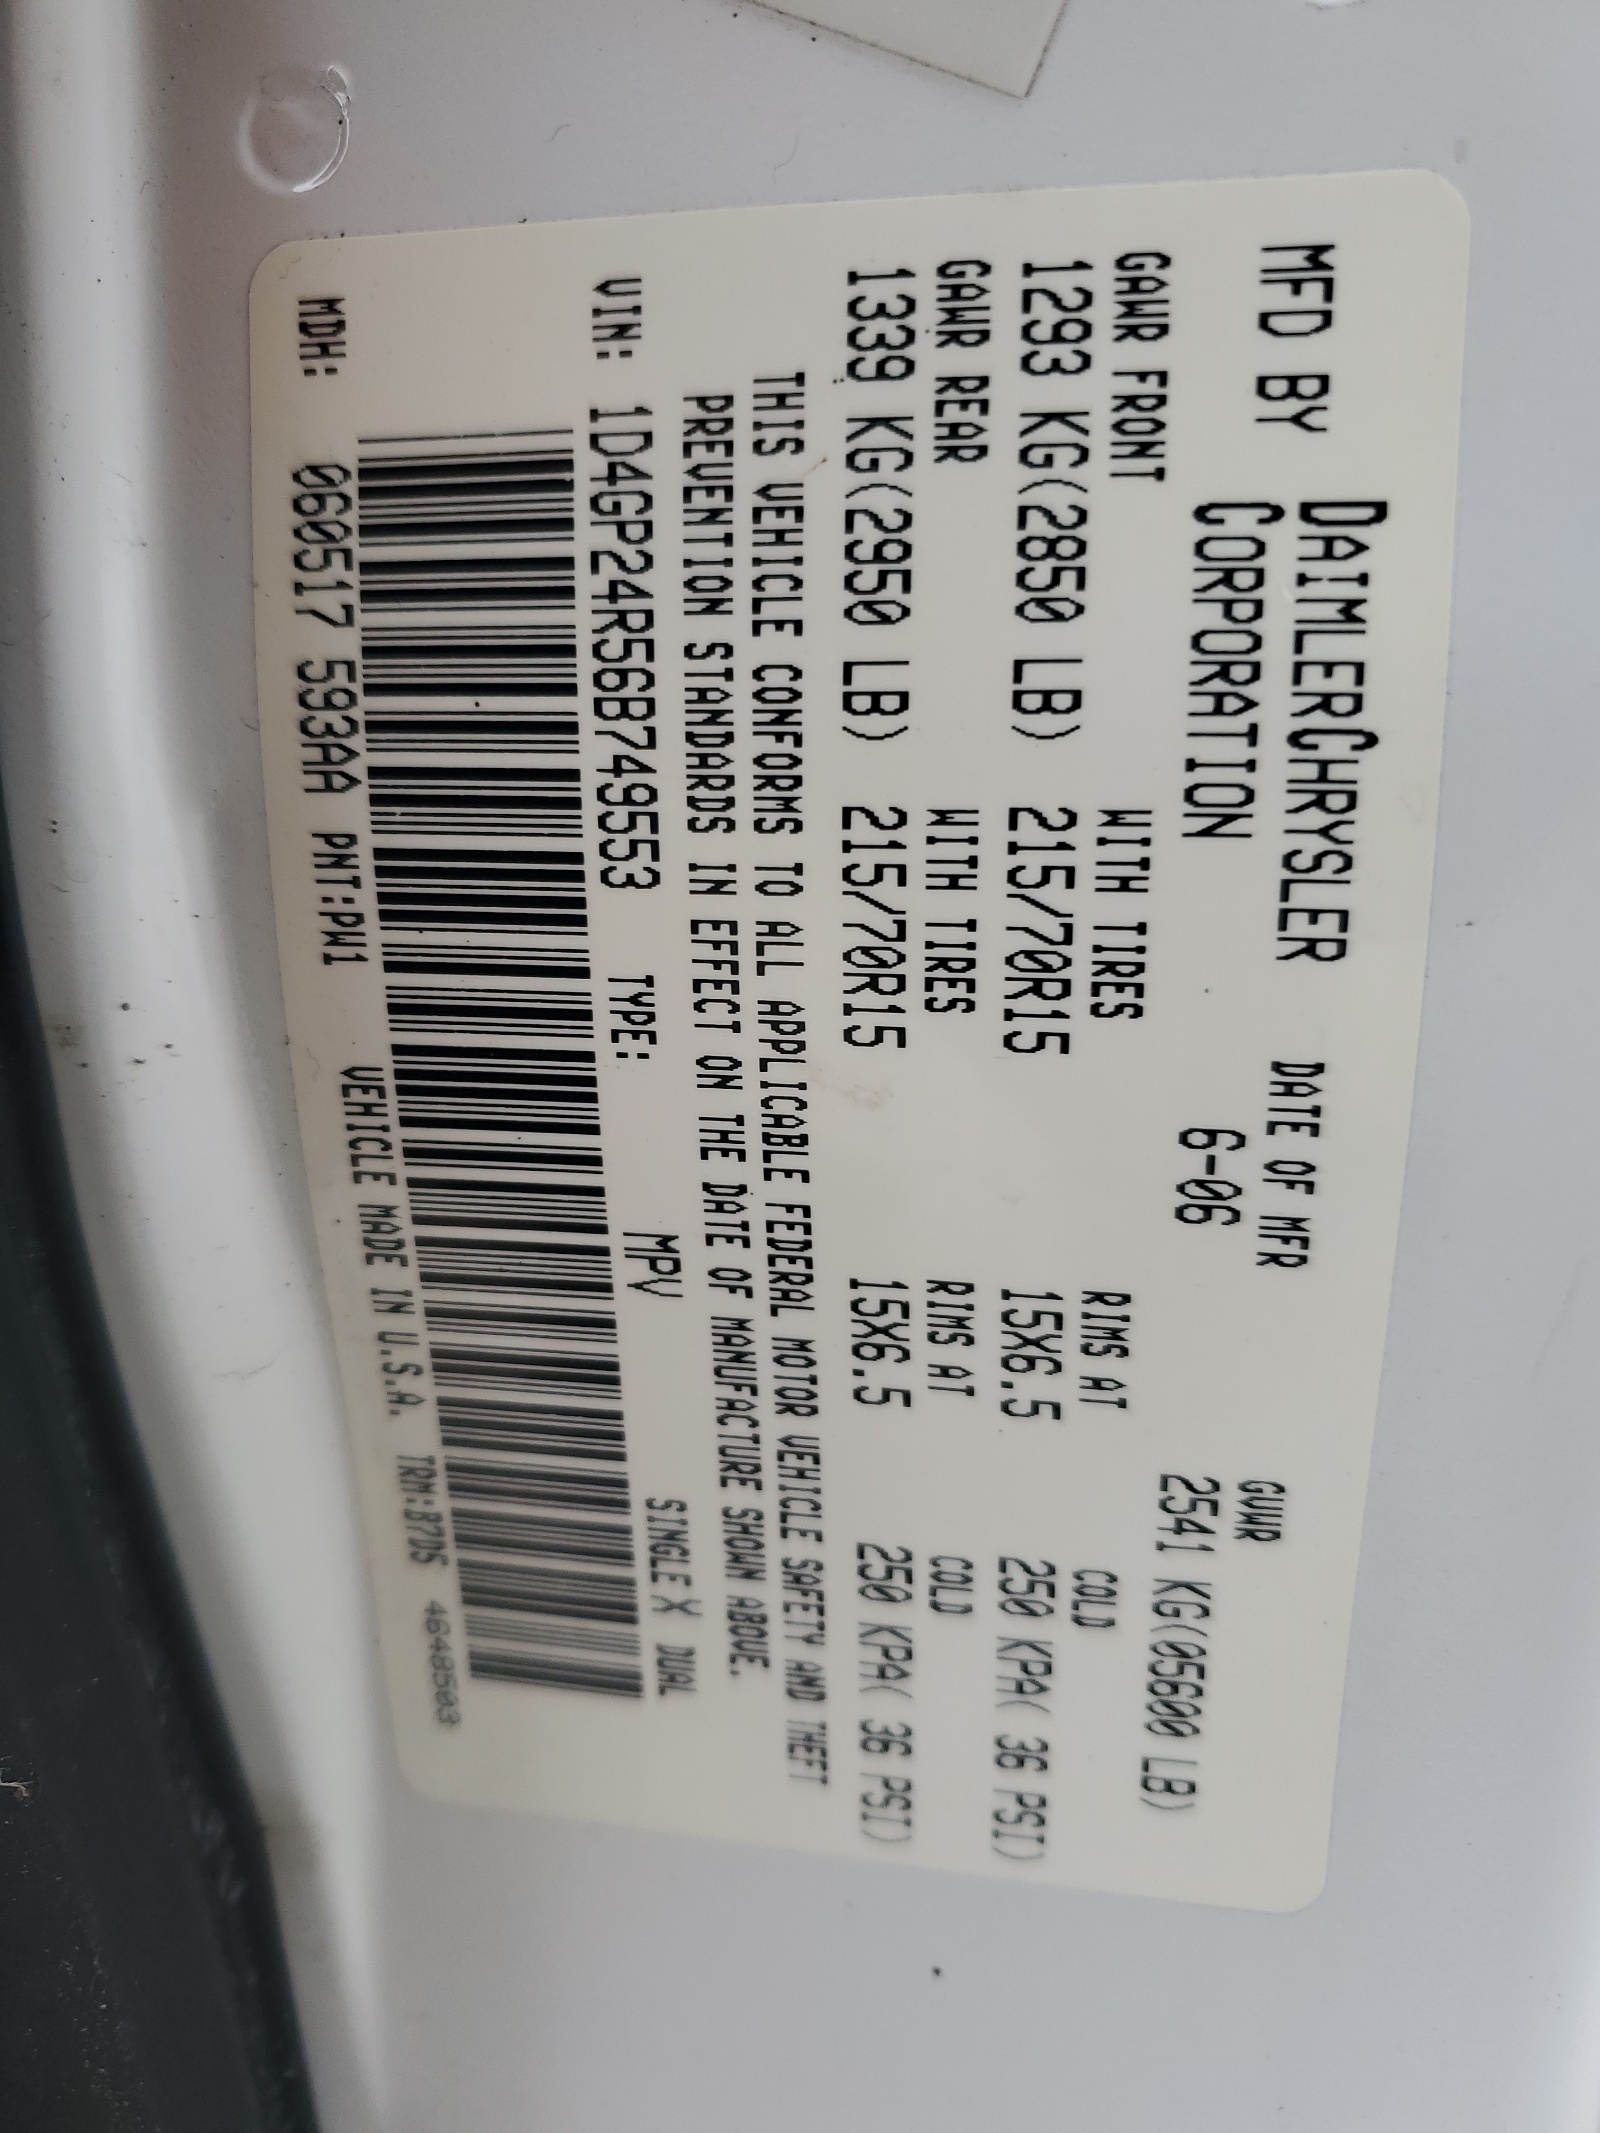 MFD BY DAIMLERCHRYSLER CORPORATION
DATE OF MFR 6-06
GVWR 2541 KG(05600 LB)
GAWR FRONT WITH TIRES RIMS AT COLD
1293 KG(2850 LB) 215/70R15 15X6.5 250 KPA( 36 PSI)
GAWR REAR WITH TIRES RIMS AT COLD
1339 KG(2950 LB) 215/70R15 15X6.5 250 KPA( 36 PSI)
THIS VEHICLE CONFORMS TO ALL APPLICABLE FEDERAL MOTOR VEHICLE SAFETY AND THEFT
PREVENTION STANDARDS IN EFFECT ON THE DATE OF MANUFACTURE SHOWN ABOVE.
VIN: 1D4GP24R56B749553 TYPE: MPV SINGLE X DUAL
MDH: 060517 593AA PNT:PW1 VEHICLE MADE IN U.S.A. TRM:B7D5 4648503